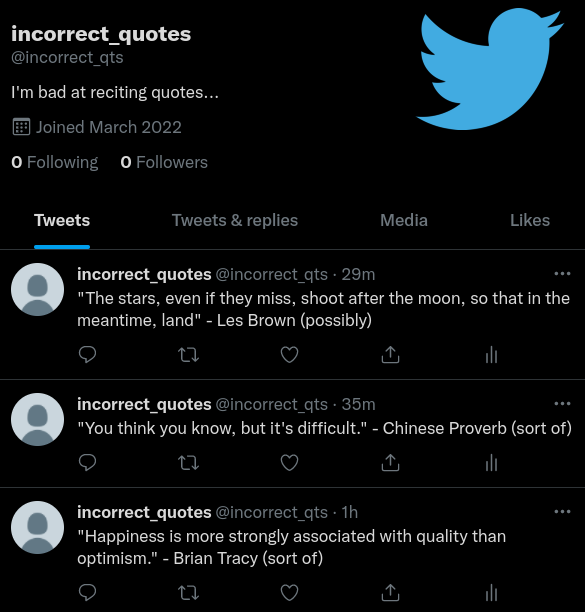 incorrect_quotes
@incorrect_qts
I'm bad at reciting quotes...
Joined March 2022
0 Following 0 Followers
Tweets Tweets & replies Media Likes
incorrect_quotes @incorrect_qts · 29m
"The stars, even if they miss, shoot after the moon, so that in the
meantime, land" - Les Brown (possibly)
incorrect_quotes @incorrect_qts · 35m
"You think you know, but it's difficult." - Chinese Proverb (sort of)
incorrect_quotes @incorrect_qts · 1h
"Happiness is more strongly associated with quality than
optimism." - Brian Tracy (sort of)